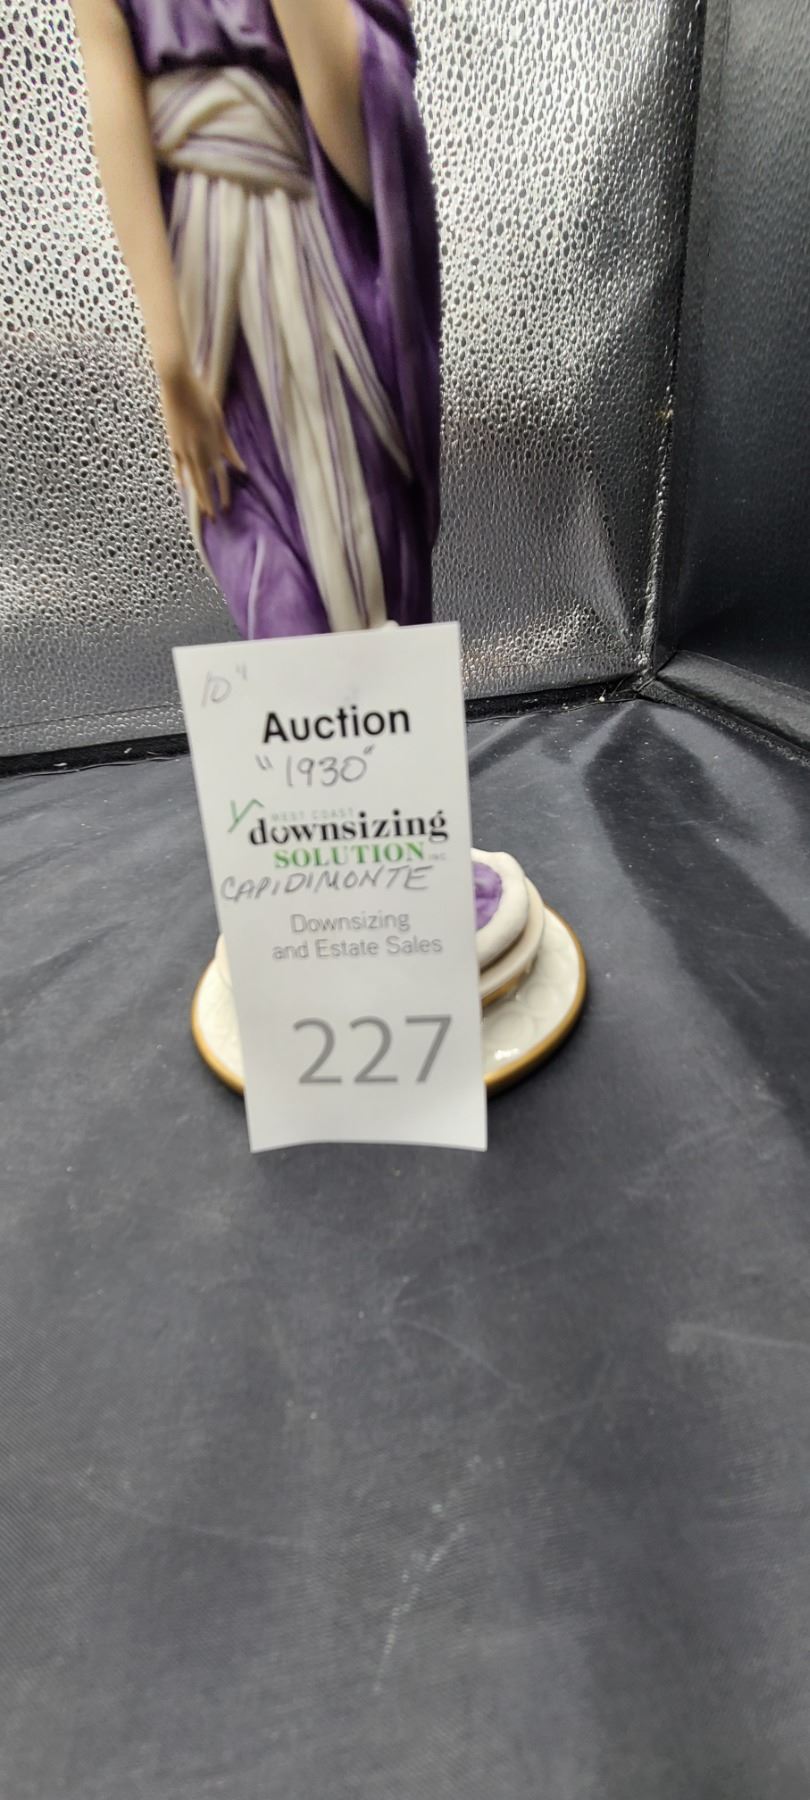 10"
Auction
"1930"
WEST COAST
downsizing
SOLUTION INC.
CAPIDIMONTE
Downsizing
and Estate Sales
227